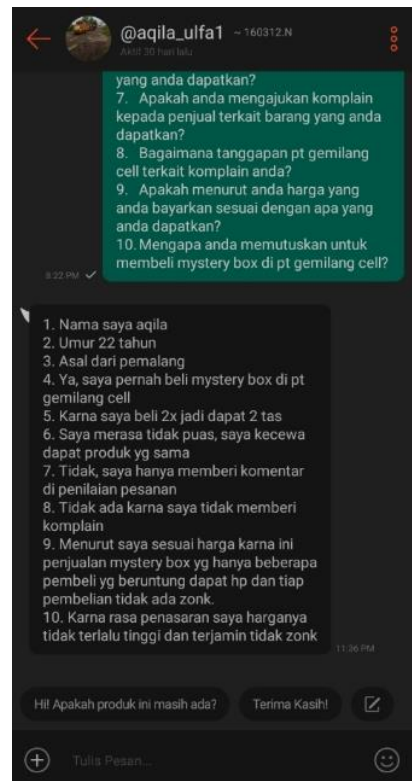 @aqila_ulfa1 ~ 160312.N
Aktif 30 hari lalu
yang anda dapatkan?
7. Apakah anda mengajukan komplain
kepada penjual terkait barang yang anda
dapatkan?
8. Bagaimana tanggapan pt gemilang
cell terkait komplain anda?
9. Apakah menurut anda harga yang
anda bayarkan sesuai dengan apa yang
anda dapatkan?
10. Mengapa anda memutuskan untuk
membeli mystery box di pt gemilang cell?
8:22 PM
1. Nama saya aqila
2. Umur 22 tahun
3. Asal dari pemalang
4. Ya, saya pernah beli mystery box di pt
gemilang cell
5. Karna saya beli 2x jadi dapat 2 tas
6. Saya merasa tidak puas, saya kecewa
dapat produk yg sama
7. Tidak, saya hanya memberi komentar
di penilaian pesanan
8. Tidak ada karna saya tidak memberi
komplain
9. Menurut saya sesuai harga karna ini
penjualan mystery box yg hanya beberapa
pembeli yg beruntung dapat hp dan tiap
pembelian tidak ada zonk.
10. Karna rasa penasaran saya harganya
tidak terlalu tinggi dan terjamin tidak zonk
11:36 PM
Hi! Apakah produk ini masih ada?
Terima Kasih!
Tulis Pesan...